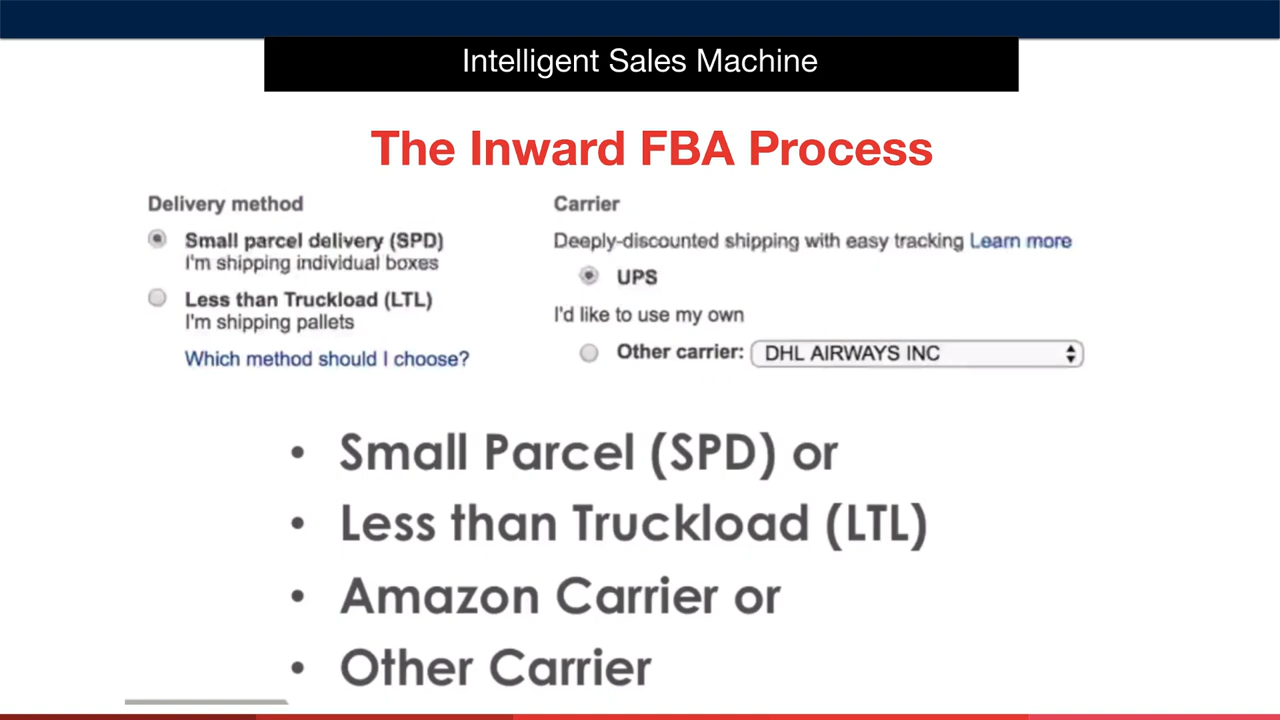 Intelligent Sales Machine
The Inward FBA Process
Delivery method
Small parcel delivery (SPD)
I'm shipping individual boxes
Less than Truckload (LTL)
I'm shipping pallets
Which method should I choose?
Carrier
Deeply-discounted shipping with easy tracking Learn more
UPS
I'd like to use my own
Other carrier: DHL AIRWAYS INC
• Small Parcel (SPD) or
• Less than Truckload (LTL)
• Amazon Carrier or
• Other Carrier